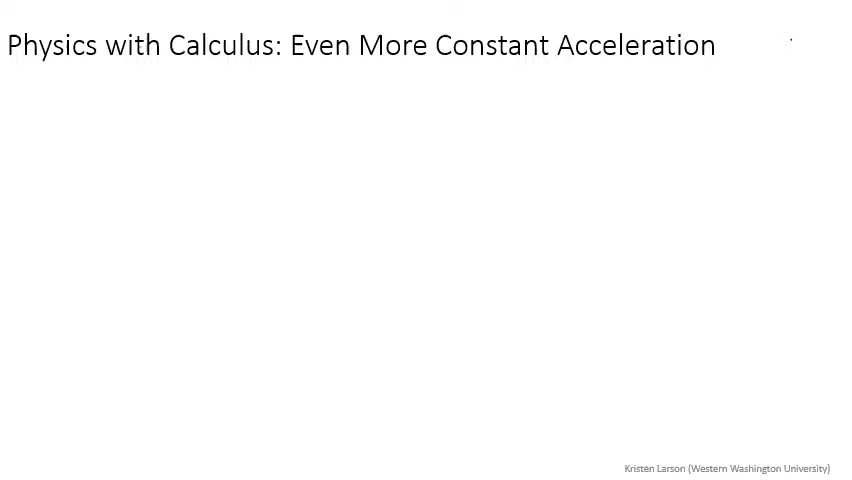 Physics with Calculus: Even More Constant Acceleration
Kristen Larson (Western Washington University)